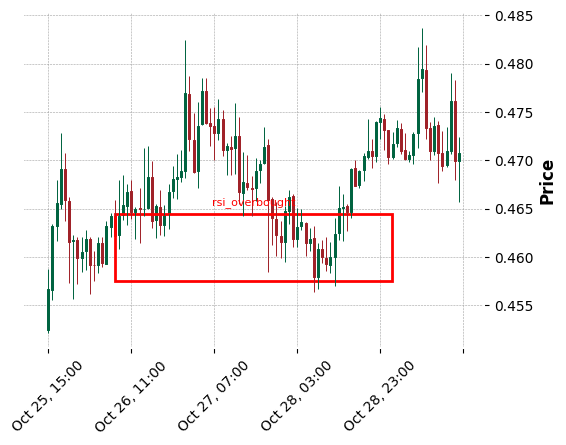 0.485
0.480
0.475
0.470
0.465
0.460
0.455
Price
rsi_overbought
Oct 25, 15:00
Oct 26, 11:00
Oct 27, 07:00
Oct 28, 03:00
Oct 28, 23:00